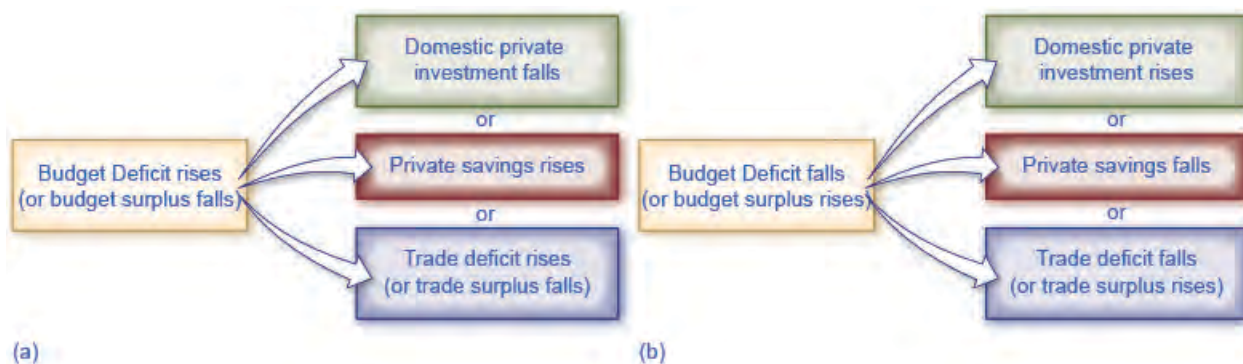 Domestic private
investment falls
or
Budget Deficit rises
(or budget surplus falls)
Private savings rises
or
Trade deficit rises
(or trade surplus falls)
(a)
Domestic private
investment rises
or
Budget Deficit falls
(or budget surplus rises)
Private savings falls
or
Trade deficit falls
(or trade surplus rises)
(b)